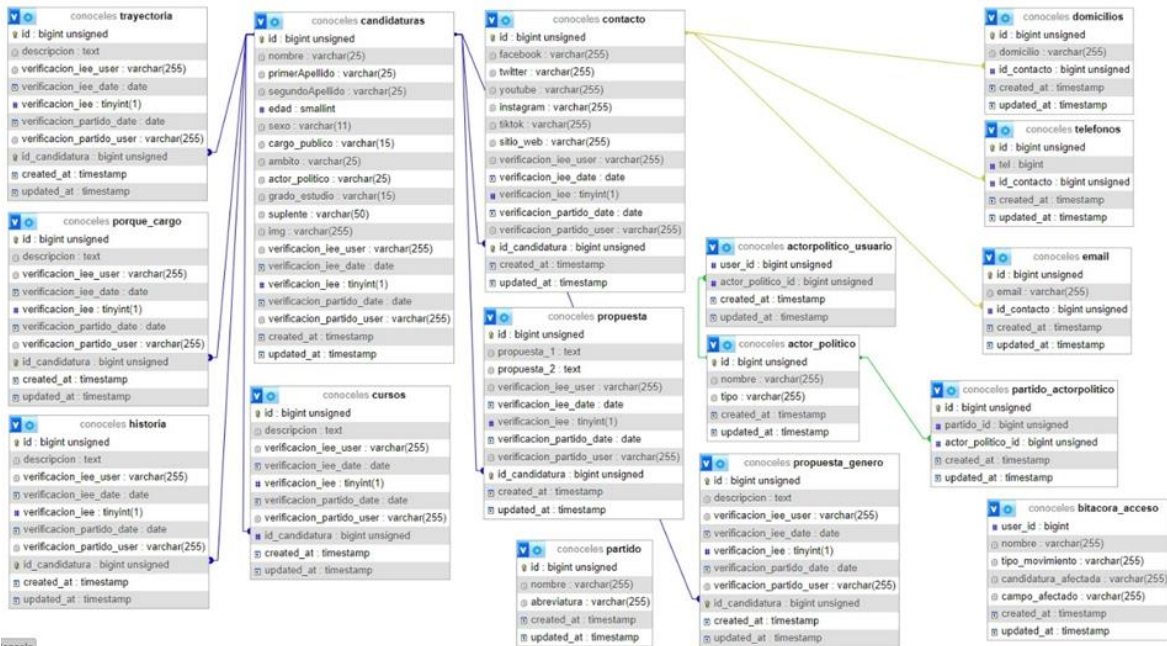 conoceles trayectoria
id : bigint unsigned
descripcion : text
verificacion_iee_user : varchar(255)
verificacion_iee_date : date
verificacion_iee : tinyint(1)
verificacion_partido_date : date
verificacion_partido_user : varchar(255)
id_candidatura : bigint unsigned
created_at : timestamp
updated_at : timestamp
conoceles porque_cargo
id : bigint unsigned
descripcion : text
verificacion_iee_user : varchar(255)
verificacion_iee_date : date
verificacion_iee : tinyint(1)
verificacion_partido_date : date
verificacion_partido_user : varchar(255)
id_candidatura : bigint unsigned
created_at : timestamp
updated_at : timestamp
conoceles historia
id : bigint unsigned
descripcion : text
verificacion_iee_user : varchar(255)
verificacion_iee_date : date
verificacion_iee : tinyint(1)
verificacion_partido_date : date
verificacion_partido_user : varchar(255)
id_candidatura : bigint unsigned
created_at : timestamp
updated_at : timestamp
conoceles candidaturas
id : bigint unsigned
nombre : varchar(25)
primerApellido : varchar(25)
segundoApellido : varchar(25)
edad : smallint
sexo : varchar(11)
cargo_publico : varchar(15)
ambito : varchar(25)
actor_politico : varchar(25)
grado_estudio : varchar(15)
suplente : varchar(50)
img : varchar(255)
verificacion_iee_user : varchar(255)
verificacion_iee_date : date
verificacion_iee : tinyint(1)
verificacion_partido_date : date
verificacion_partido_user : varchar(255)
created_at : timestamp
updated_at : timestamp
conoceles cursos
id : bigint unsigned
descripcion : text
verificacion_iee_user : varchar(255)
verificacion_iee_date : date
verificacion_iee : tinyint(1)
verificacion_partido_date : date
verificacion_partido_user : varchar(255)
id_candidatura : bigint unsigned
created_at : timestamp
updated_at : timestamp
conoceles contacto
id : bigint unsigned
facebook : varchar(255)
twitter : varchar(255)
youtube : varchar(255)
instagram : varchar(255)
tiktok : varchar(255)
sitio_web : varchar(255)
verificacion_iee_user : varchar(255)
verificacion_iee_date : date
verificacion_iee : tinyint(1)
verificacion_partido_date : date
verificacion_partido_user : varchar(255)
id_candidatura : bigint unsigned
created_at : timestamp
updated_at : timestamp
conoceles propuesta
id : bigint unsigned
propuesta_1 : text
propuesta_2 : text
verificacion_iee_user : varchar(255)
verificacion_iee_date : date
verificacion_iee : tinyint(1)
verificacion_partido_date : date
verificacion_partido_user : varchar(255)
id_candidatura : bigint unsigned
created_at : timestamp
updated_at : timestamp
conoceles partido
id : bigint unsigned
nombre : varchar(255)
abreviatura : varchar(255)
created_at : timestamp
updated_at : timestamp
conoceles actorpolitico_usuario
user_id : bigint unsigned
actor_politico_id : bigint unsigned
created_at : timestamp
updated_at : timestamp
conoceles actor_politico
id : bigint unsigned
nombre : varchar(255)
tipo : varchar(255)
created_at : timestamp
updated_at : timestamp
conoceles propuesta_genero
id : bigint unsigned
descripcion : text
verificacion_iee_user : varchar(255)
verificacion_iee_date : date
verificacion_iee : tinyint(1)
verificacion_partido_date : date
verificacion_partido_user : varchar(255)
id_candidatura : bigint unsigned
created_at : timestamp
updated_at : timestamp
conoceles domicilios
id : bigint unsigned
domicilio : varchar(255)
id_contacto : bigint unsigned
created_at : timestamp
updated_at : timestamp
conoceles telefonos
id : bigint unsigned
tel : bigint
id_contacto : bigint unsigned
created_at : timestamp
updated_at : timestamp
conoceles email
id : bigint unsigned
email : varchar(255)
id_contacto : bigint unsigned
created_at : timestamp
updated_at : timestamp
conoceles partido_actorpolitico
id : bigint unsigned
partido_id : bigint unsigned
actor_politico_id : bigint unsigned
created_at : timestamp
updated_at : timestamp
conoceles bitacora_acceso
user_id : bigint
nombre : varchar(255)
tipo_movimiento : varchar(255)
candidatura_afectada : varchar(255)
campo_afectado : varchar(255)
created_at : timestamp
updated_at : timestamp